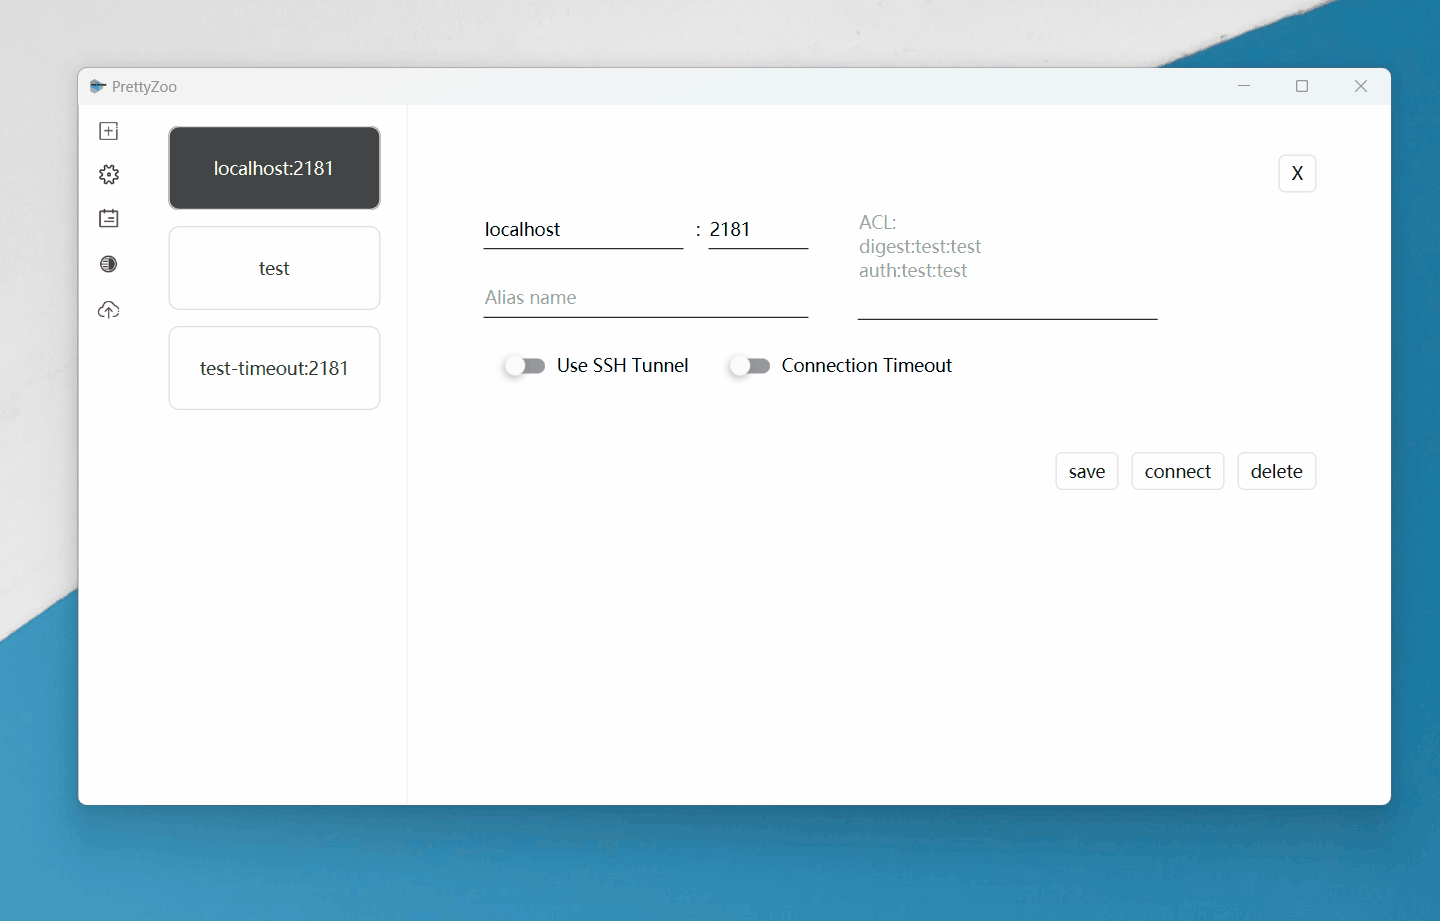 PrettyZoo
localhost:2181
test
test-timeout:2181
X
localhost : 2181
Alias name
ACL:
digest:test:test
auth:test:test
Use SSH Tunnel
Connection Timeout
save
connect
delete